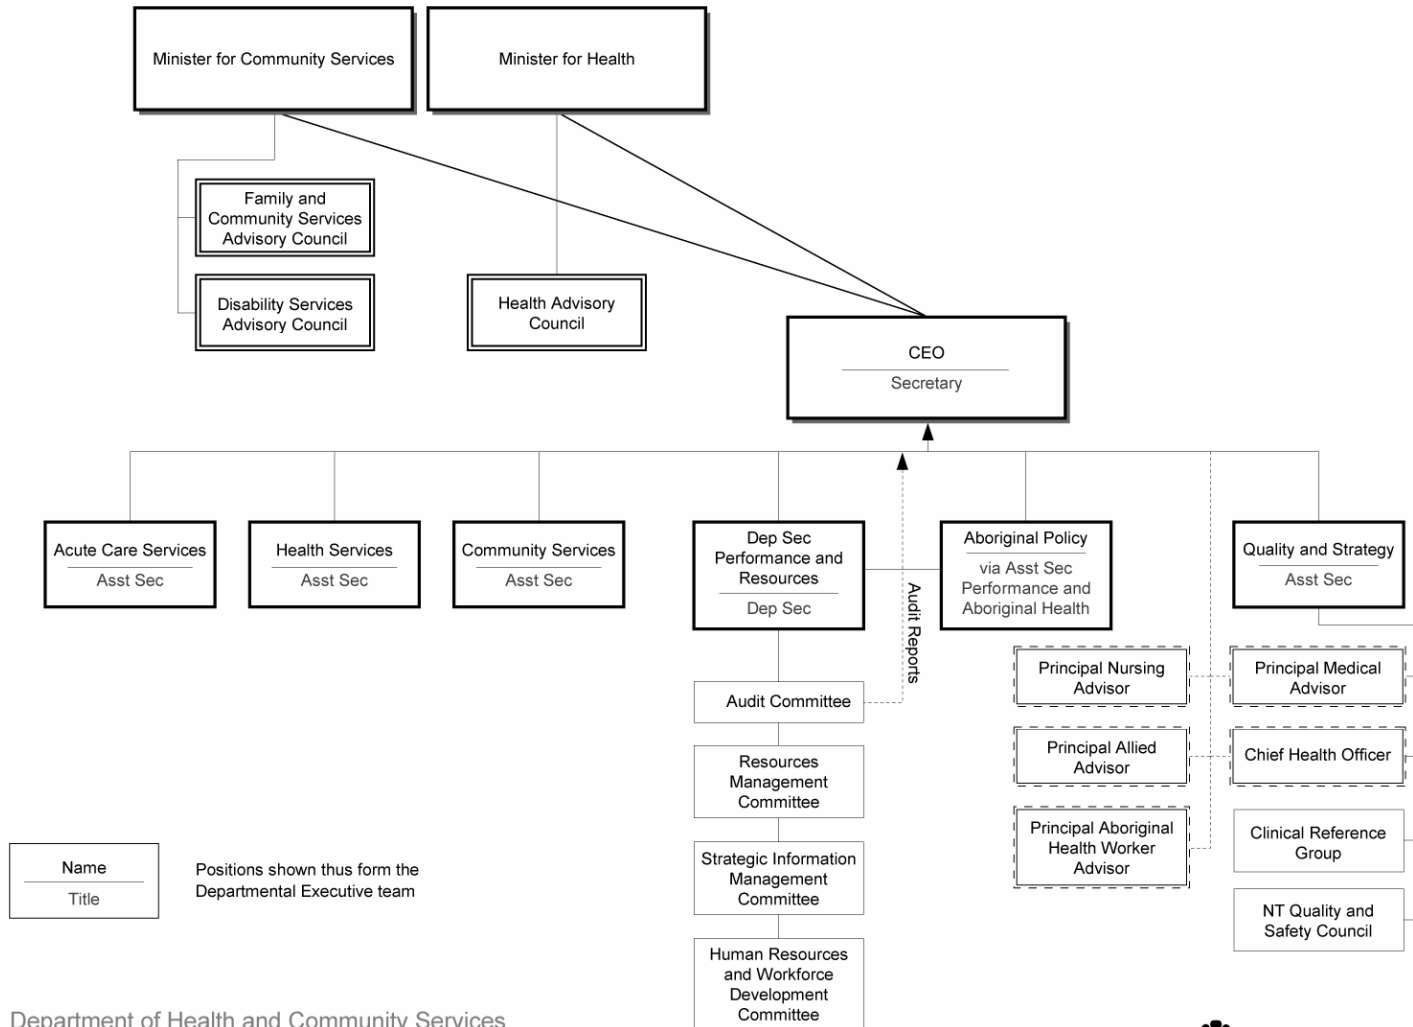 Minister for Community Services
Minister for Health
Family and
Community Services
Advisory Council
Disability Services
Advisory Council
Health Advisory
Council
CEO
Secretary
Acute Care Services
Asst Sec
Health Services
Asst Sec
Community Services
Asst Sec
Dep Sec
Performance and
Resources
Dep Sec
Aboriginal Policy
via Asst Sec
Performance and
Aboriginal Health
Quality and Strategy
Asst Sec
Audit Reports
Audit Committee
Resources
Management
Committee
Strategic Information
Management
Committee
Human Resources
and Workforce
Development
Committee
Principal Nursing
Advisor
Principal Medical
Advisor
Principal Allied
Advisor
Chief Health Officer
Principal Aboriginal
Health Worker
Advisor
Clinical Reference
Group
NT Quality and
Safety Council
Name
Title
Positions shown thus form the
Departmental Executive team
Department of Health and Community Services